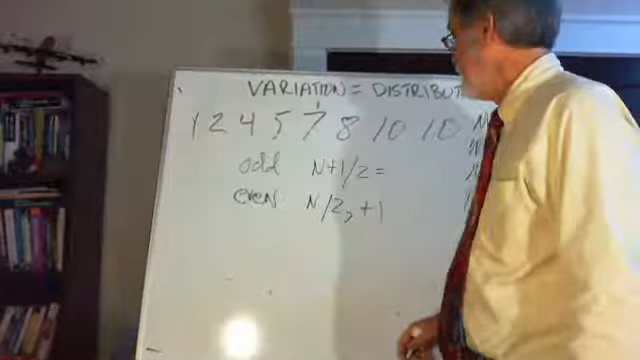 VARIATION = DISTRIBUT
1 2 4 5 7 8 10 10
odd N+1/2 =
even N/2, +1